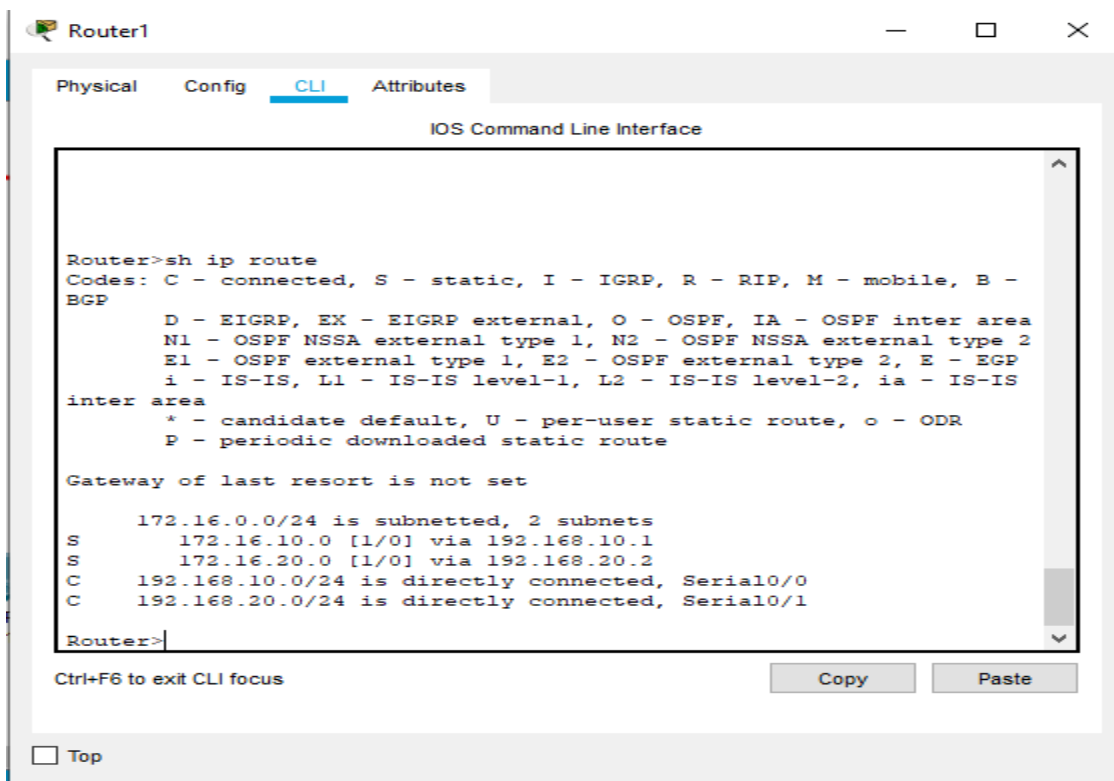 Router1
Physical Config CLI Attributes
IOS Command Line Interface
Router>sh ip route
Codes: C - connected, S - static, I - IGRP, R - RIP, M - mobile, B -
BGP
D - EIGRP, EX - EIGRP external, O - OSPF, IA - OSPF inter area
N1 - OSPF NSSA external type 1, N2 - OSPF NSSA external type 2
E1 - OSPF external type 1, E2 - OSPF external type 2, E - EGP
i - IS-IS, L1 - IS-IS level-1, L2 - IS-IS level-2, ia - IS-IS
inter area
* - candidate default, U - per-user static route, o - ODR
P - periodic downloaded static route
Gateway of last resort is not set
172.16.0.0/24 is subnetted, 2 subnets
S 172.16.10.0 [1/0] via 192.168.10.1
S 172.16.20.0 [1/0] via 192.168.20.2
C 192.168.10.0/24 is directly connected, Serial0/0
C 192.168.20.0/24 is directly connected, Serial0/1
Router>
Ctrl+F6 to exit CLI focus
Copy Paste
Top